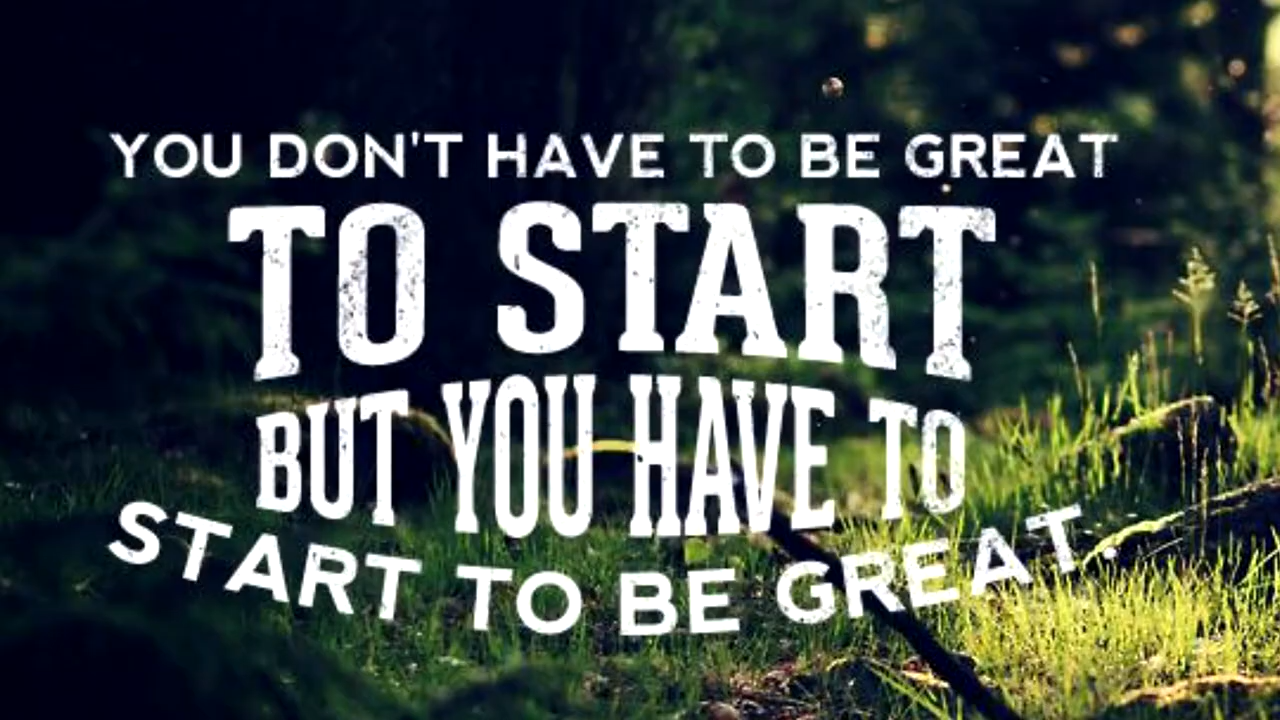 YOU DON'T HAVE TO BE GREAT
TO START
BUT YOU HAVE TO
START TO BE GREAT.